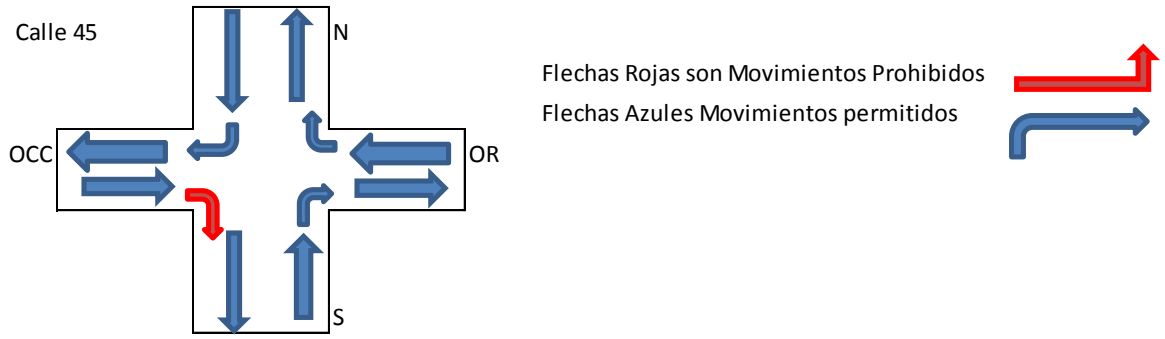 Calle 45
N
OCC
OR
S
Flechas Rojas son Movimientos Prohibidos
Flechas Azules Movimientos permitidos